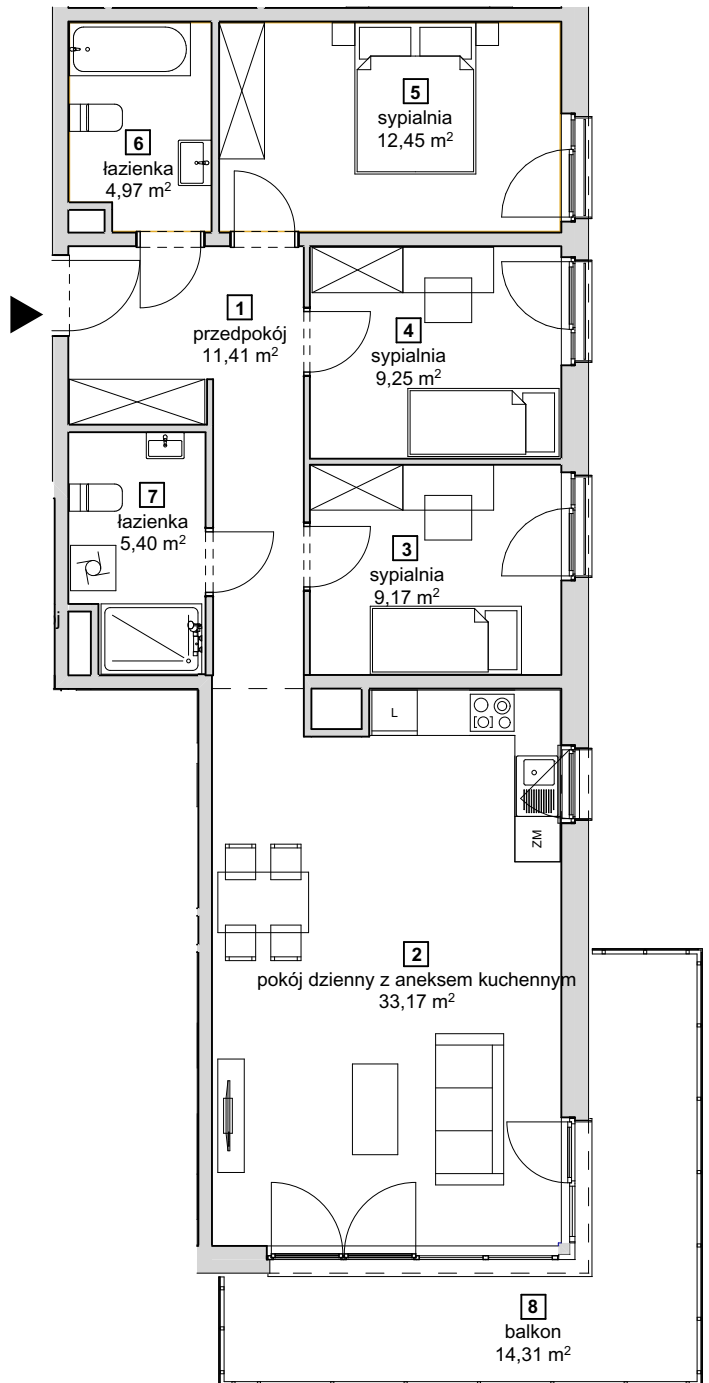 5
sypialnia
12,45 m²
6
łazienka
4,97 m²
1
przedpokój
11,41 m²
4
sypialnia
9,25 m²
7
łazienka
5,40 m²
3
sypialnia
9,17 m²
L
ZM
2
pokój dzienny z aneksem kuchennym
33,17 m²
8
balkon
14,31 m²